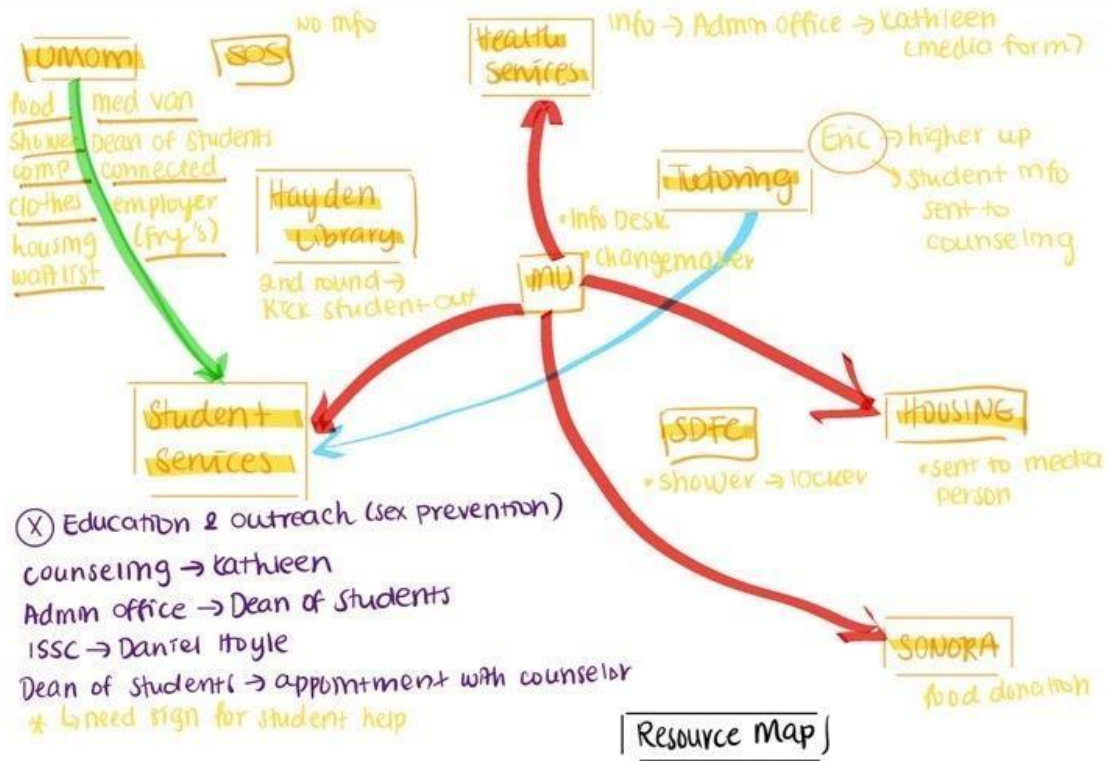 UMOM
food med van
shower Dean of students
comp connected
clothes employer
housing (Fry's)
waitlist
SOS
NO info
Health
Services
Info → Admin office → Kathleen
(media form?)
Hayden
Library
2nd round →
Kick student out
Tutoring
Eric → higher up
→ student info
sent to
counseling
• Info Desk
• changemaker
MU
Student
Services
SDFC
• shower → locker
HOUSING
• sent to media
person
SONORA
food donation
X Education & outreach (sex prevention)
counseling → Kathleen
Admin office → Dean of students
ISSC → Daniel Hoyle
Dean of students → appointment with counselor
* ↳ need sign for student help
Resource Map